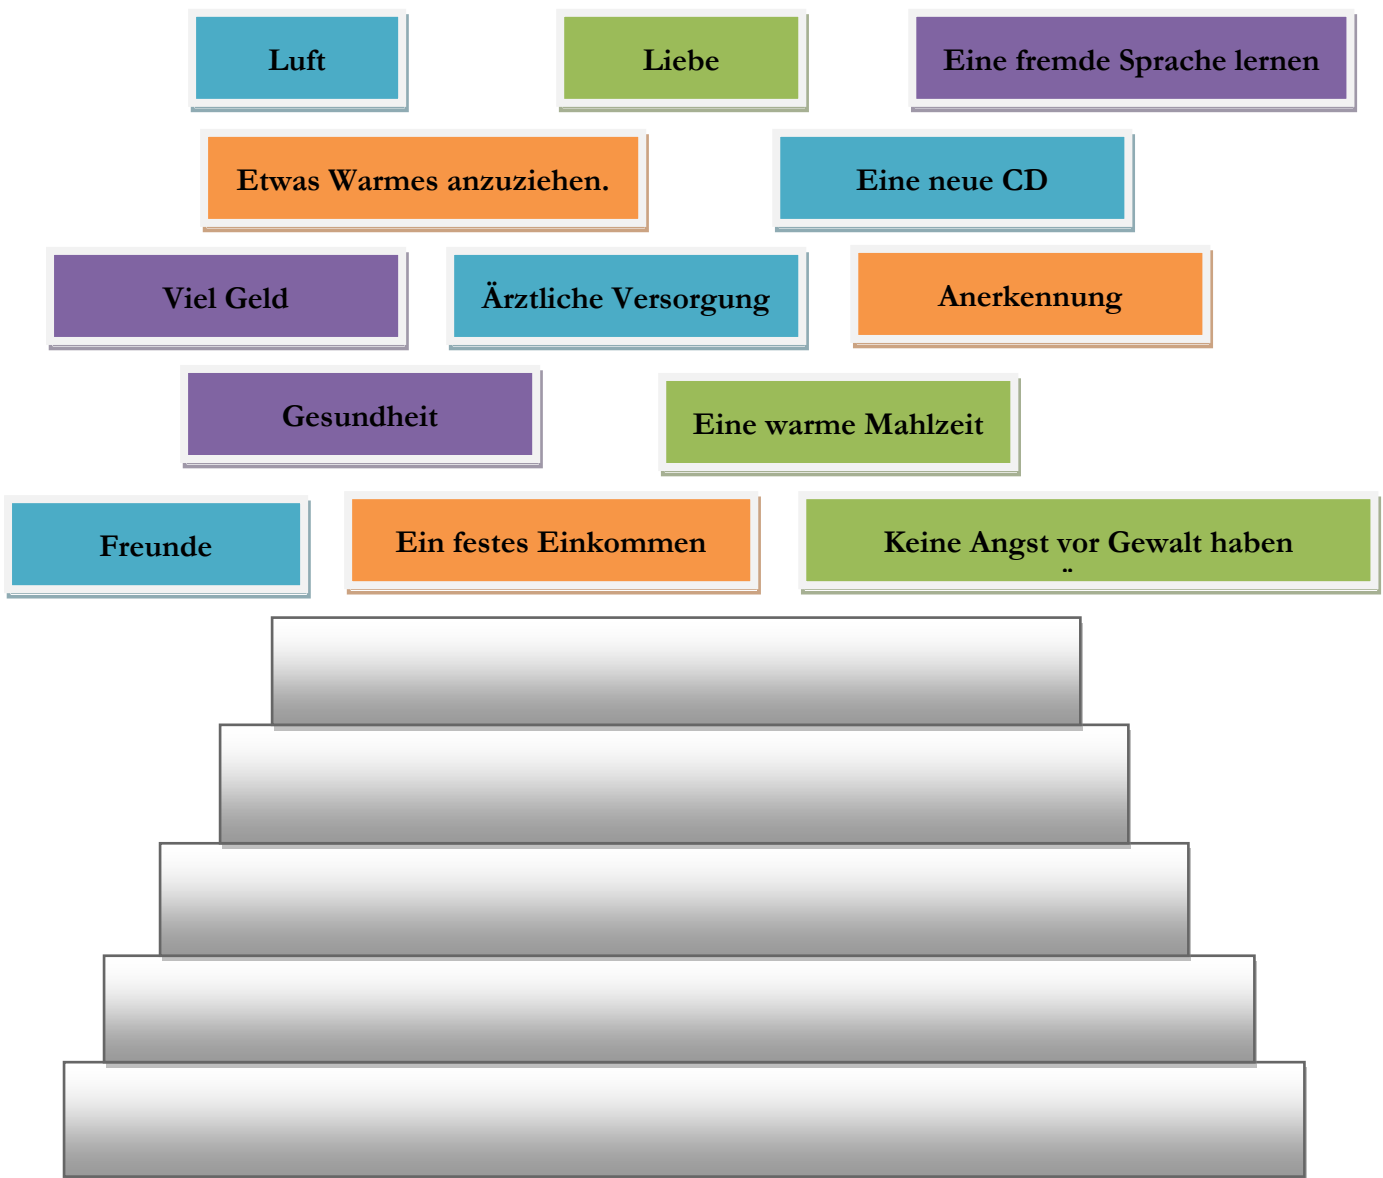 Luft
Liebe
Eine fremde Sprache lernen
Etwas Warmes anzuziehen.
Eine neue CD
Viel Geld
Ärztliche Versorgung
Anerkennung
Gesundheit
Eine warme Mahlzeit
Freunde
Ein festes Einkommen
Keine Angst vor Gewalt haben